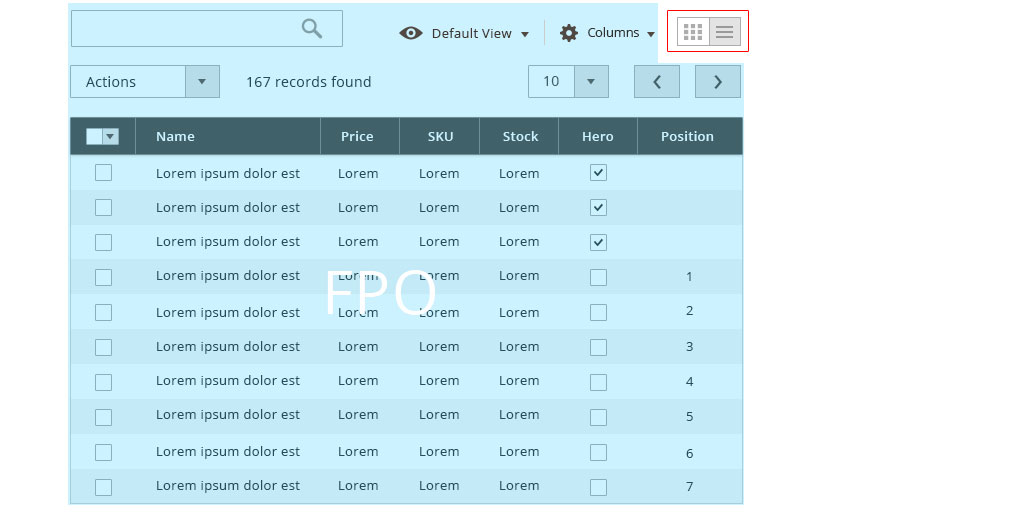 Default View Columns
Actions 167 records found 10
Name Price SKU Stock Hero Position
Lorem ipsum dolor est Lorem Lorem Lorem
Lorem ipsum dolor est Lorem Lorem Lorem
Lorem ipsum dolor est Lorem Lorem Lorem
Lorem ipsum dolor est Lorem Lorem Lorem 1
FPO
Lorem ipsum dolor est Lorem Lorem Lorem 2
Lorem ipsum dolor est Lorem Lorem Lorem 3
Lorem ipsum dolor est Lorem Lorem Lorem 4
Lorem ipsum dolor est Lorem Lorem Lorem 5
Lorem ipsum dolor est Lorem Lorem Lorem 6
Lorem ipsum dolor est Lorem Lorem Lorem 7